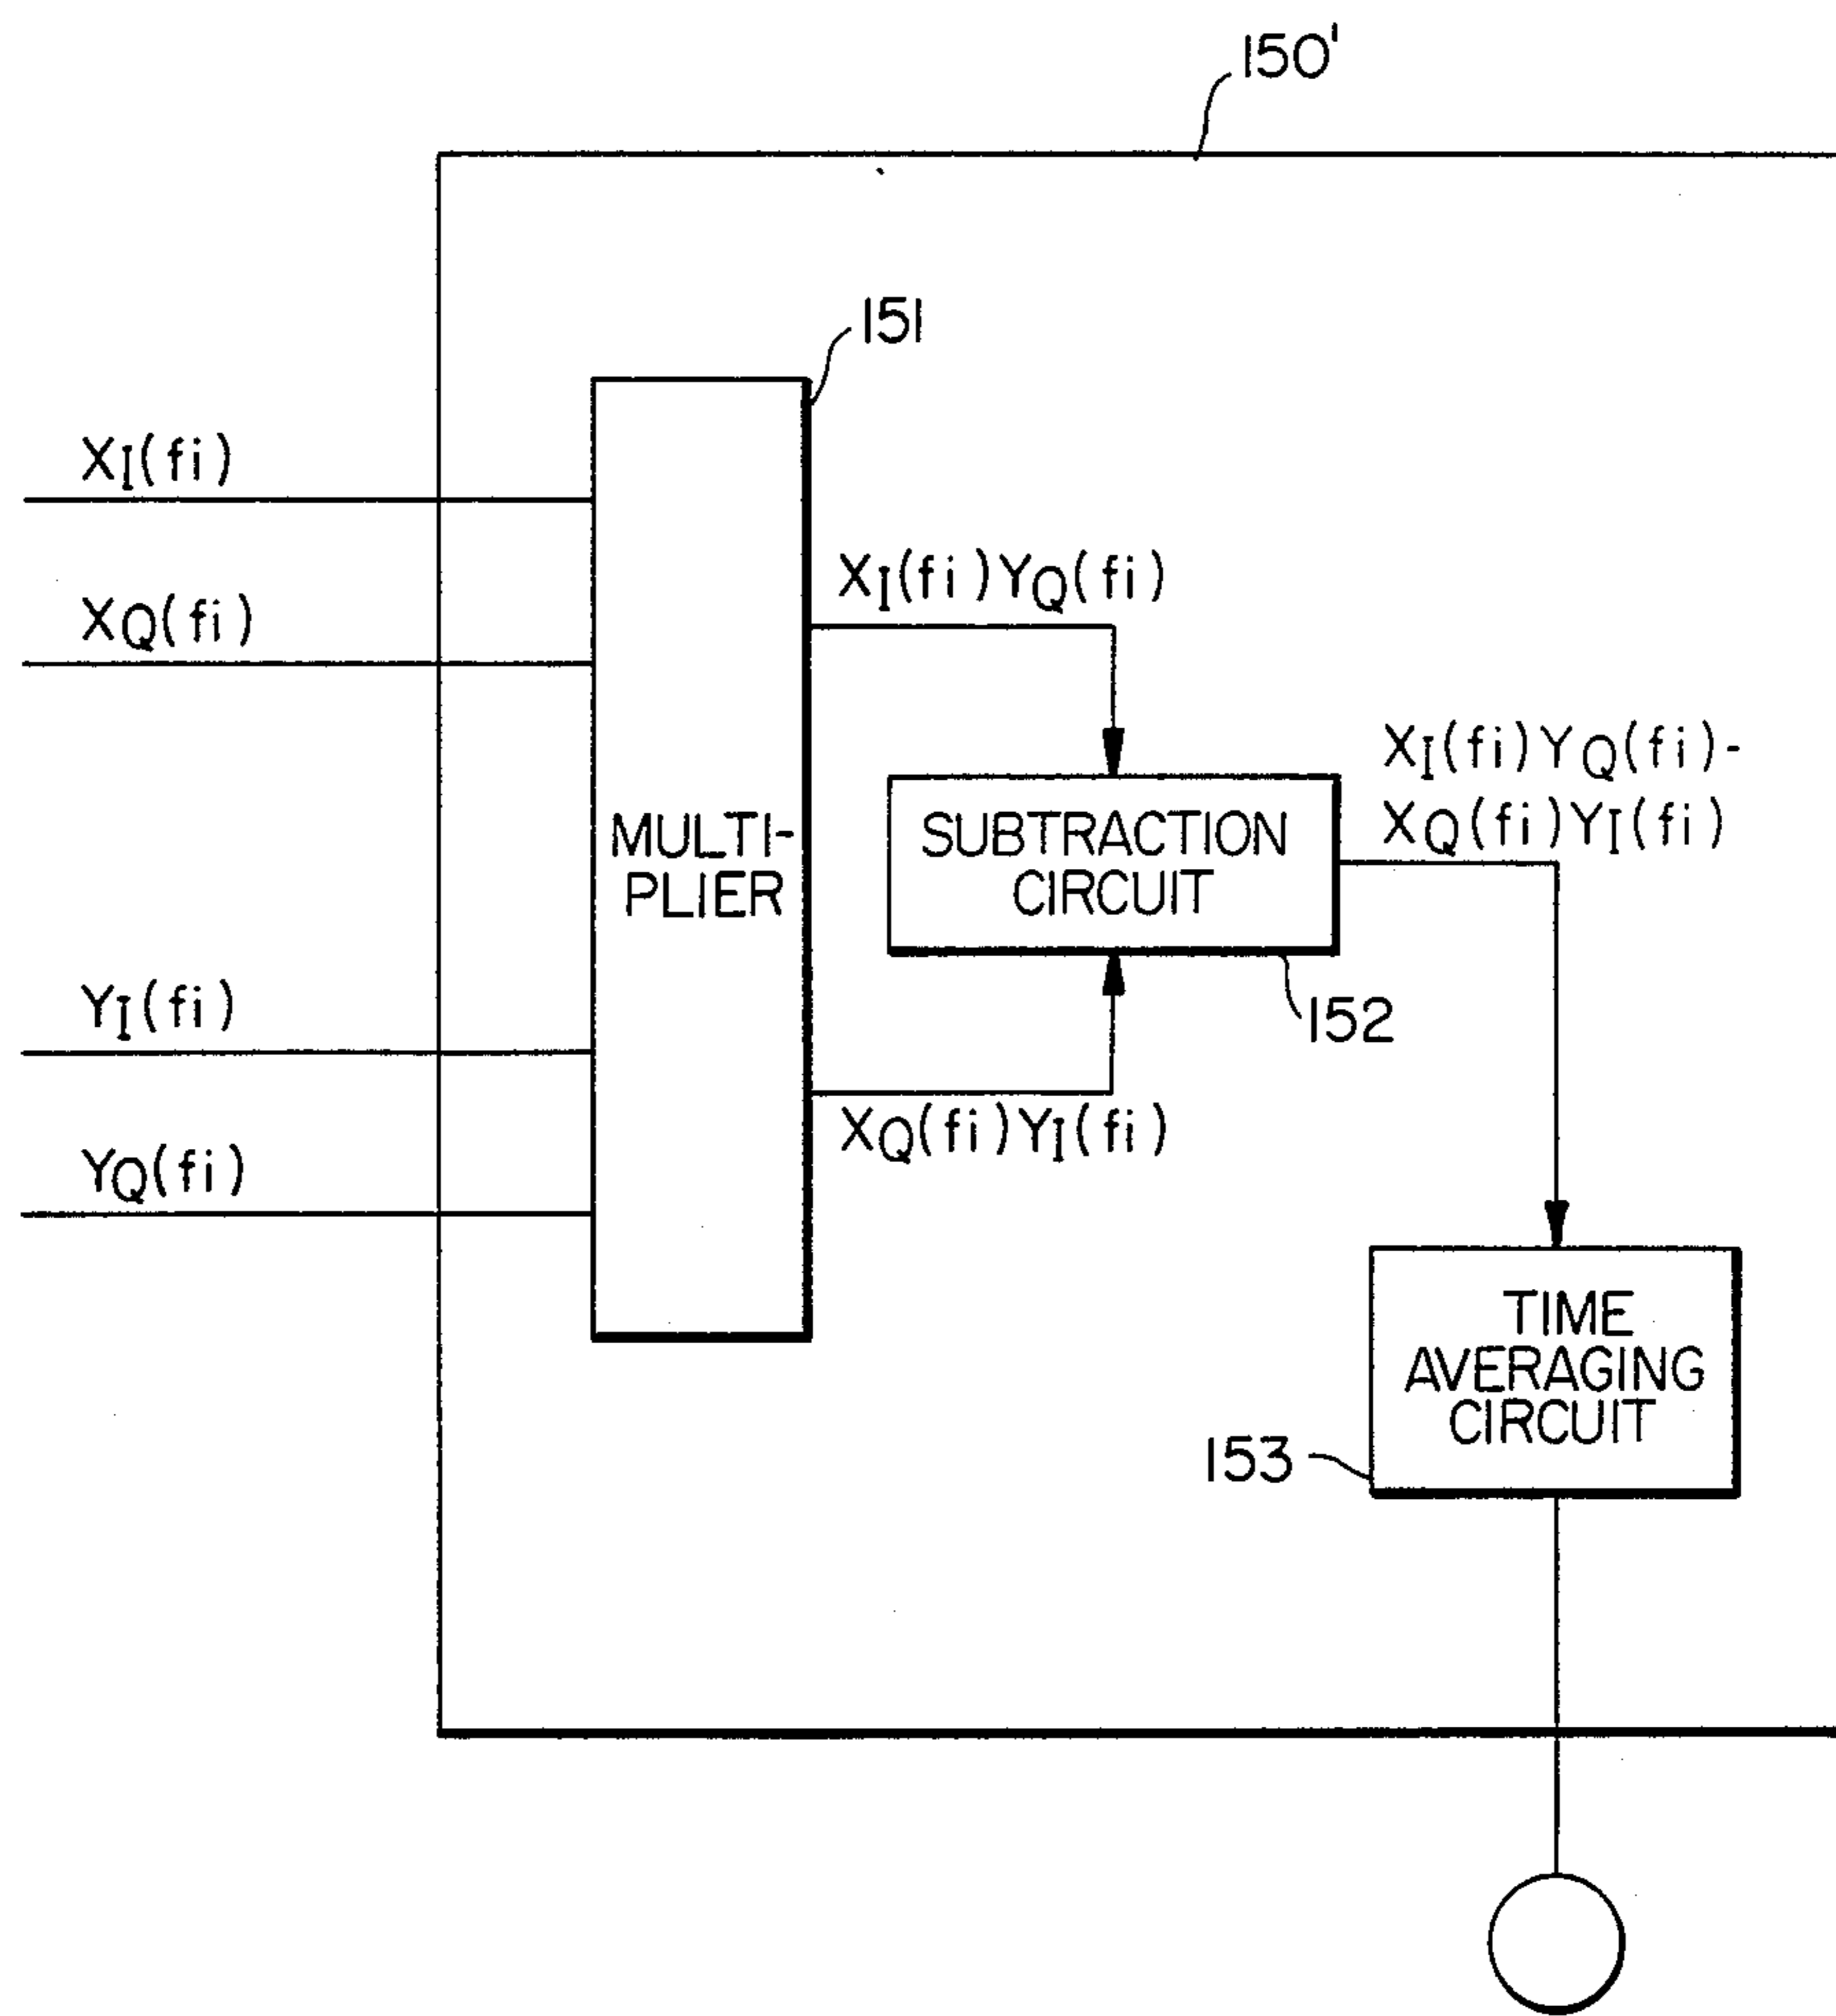 150'
151
XI(fi)
XQ(fi)
XI(fi)YQ(fi)
XI(fi)YQ(fi)-
XQ(fi)YI(fi)
MULTI-
PLIER
SUBTRACTION
CIRCUIT
152
YI(fi)
XQ(fi)YI(fi)
YQ(fi)
TIME
AVERAGING
CIRCUIT
153